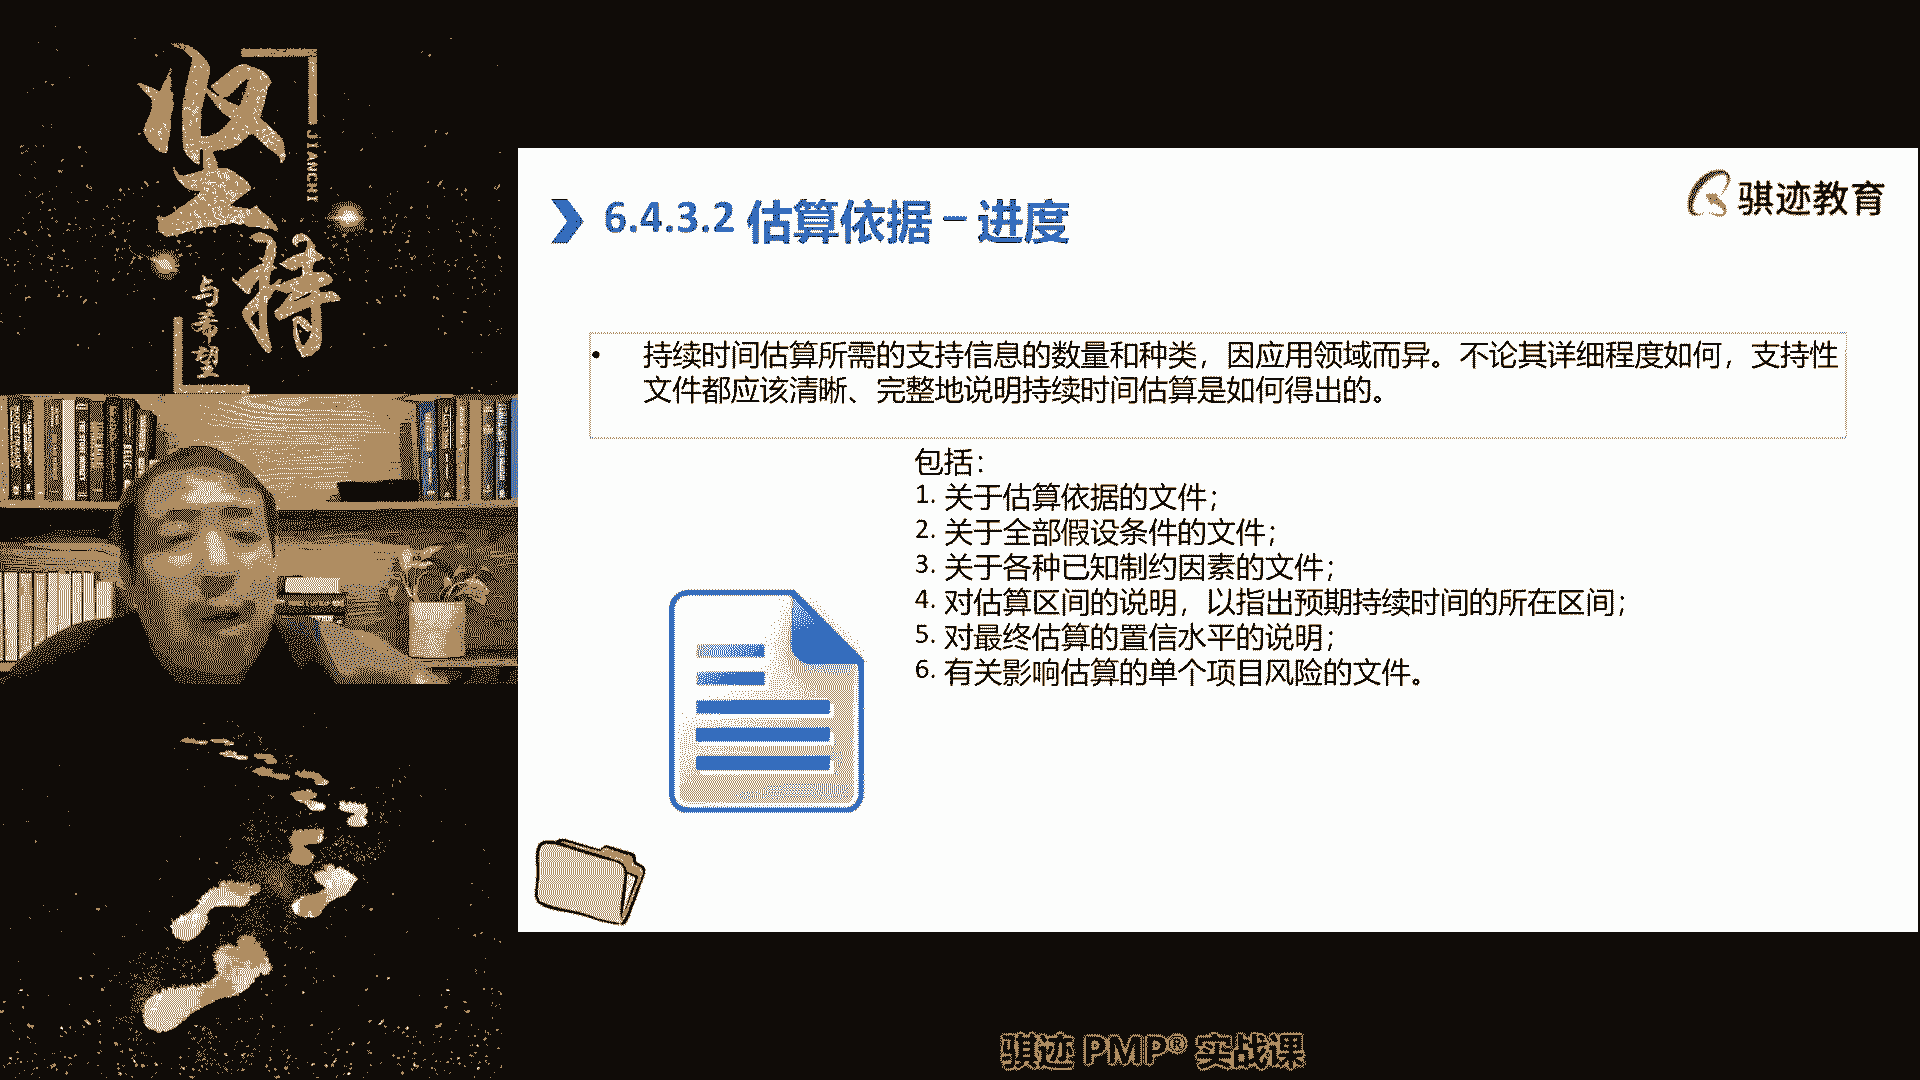 坚持
JIANCHI
与希望
骐迹教育
6.4.3.2 估算依据 – 进度
• 持续时间估算所需的支持信息的数量和种类，因应用领域而异。不论其详细程度如何，支持性
文件都应该清晰、完整地说明持续时间估算是如何得出的。
包括：
1. 关于估算依据的文件；
2. 关于全部假设条件的文件；
3. 关于各种已知制约因素的文件；
4. 对估算区间的说明，以指出预期持续时间的所在区间；
5. 对最终估算的置信水平的说明；
6. 有关影响估算的单个项目风险的文件。
骐迹 PMP® 实战课